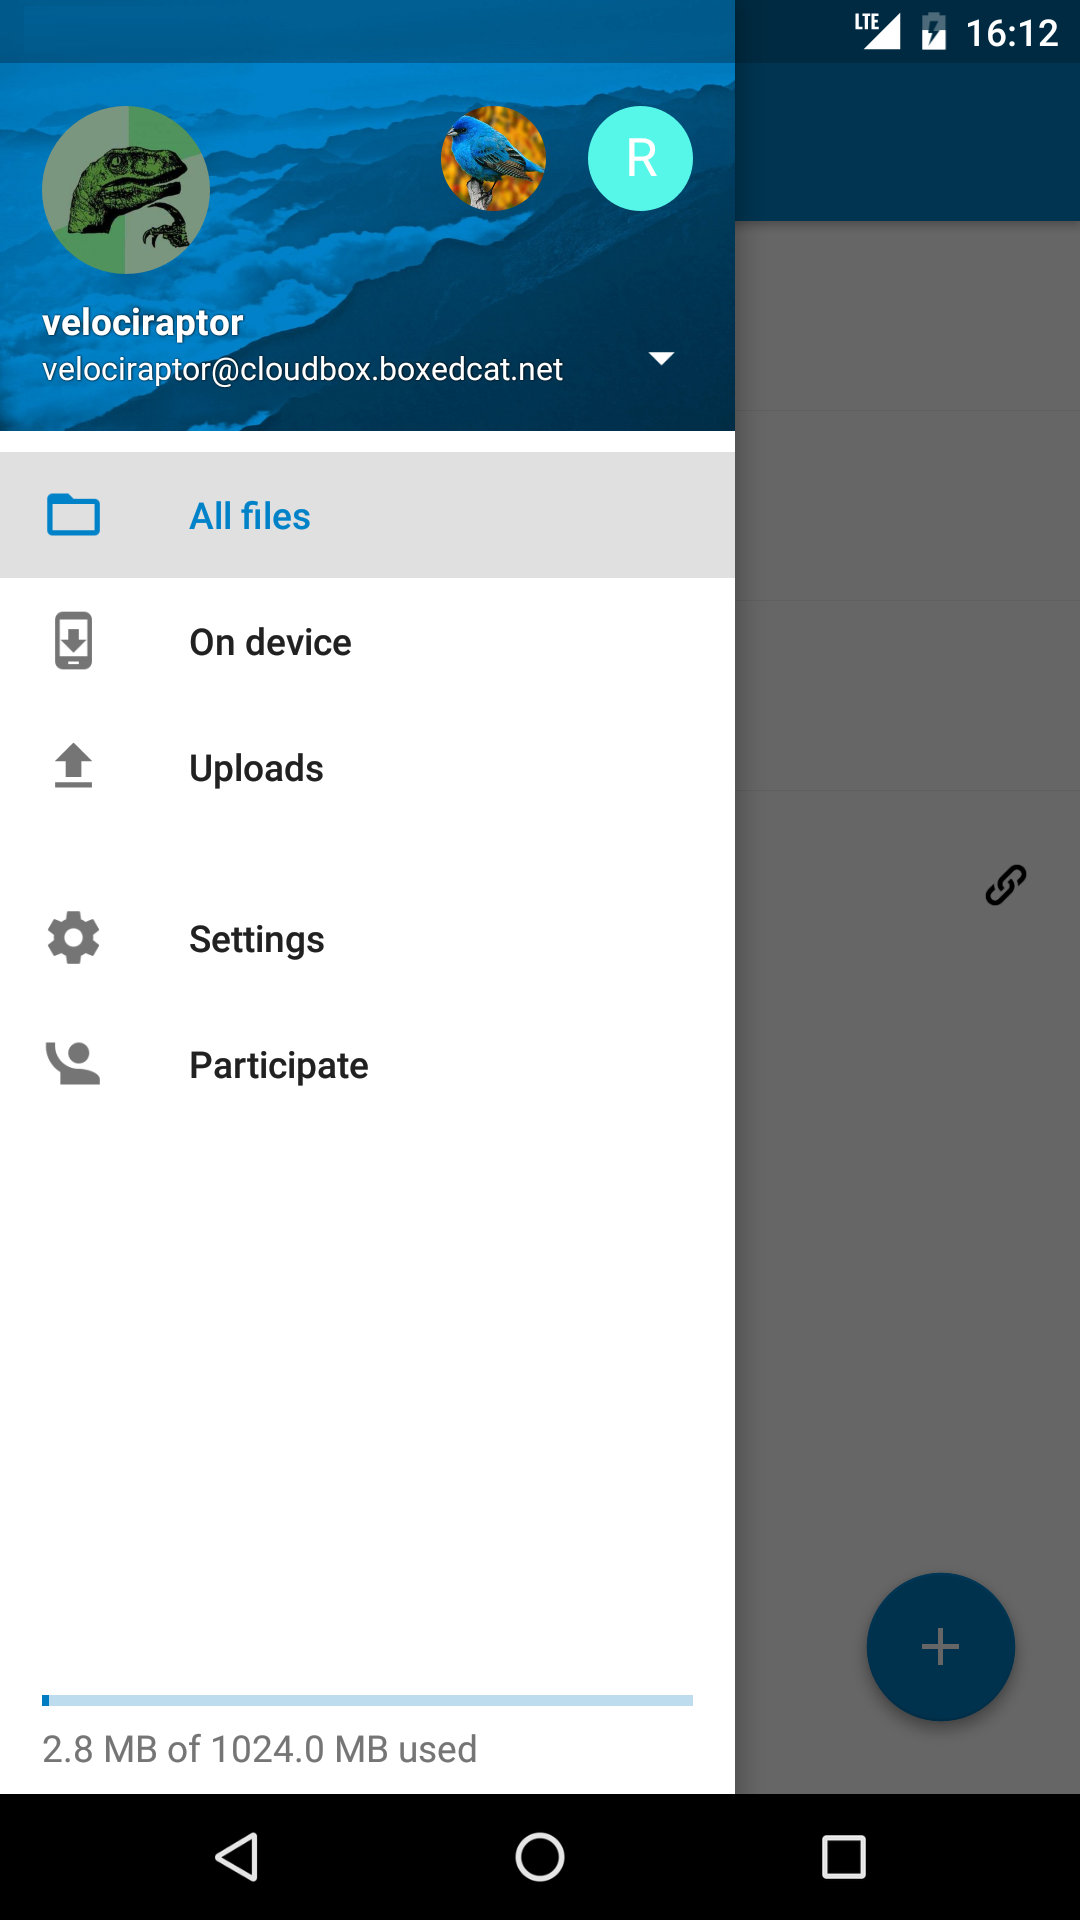 LTE 16:12
R
velociraptor
velociraptor@cloudbox.boxedcat.net
All files
On device
Uploads
Settings
Participate
2.8 MB of 1024.0 MB used